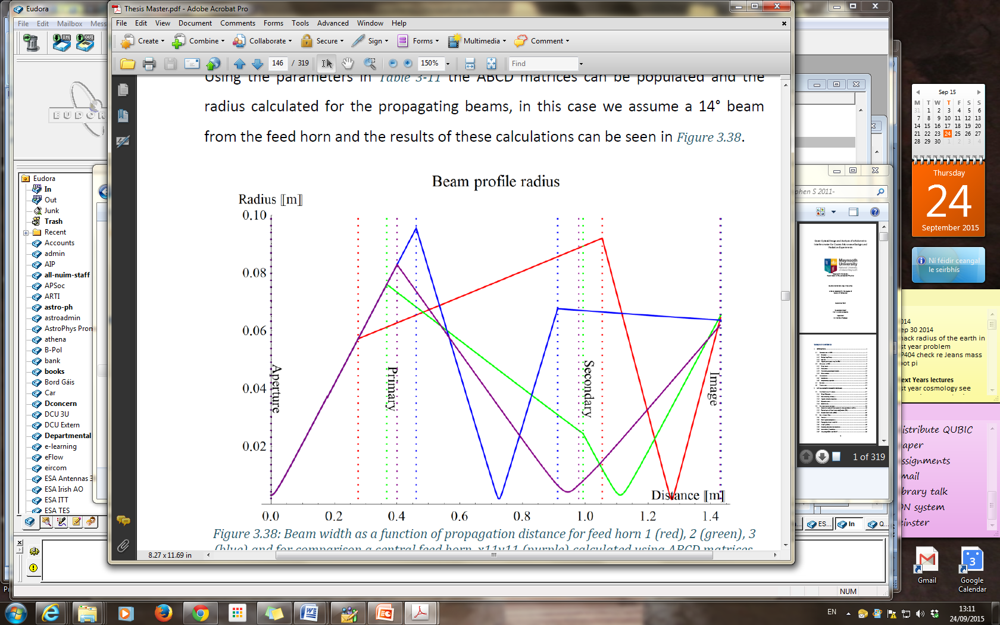 Eudora
File Edit Mailbox Mess
EUDOR
Eudora
In
Out
Junk
Trash
Recent
Accounts
admin
AIP
all-nuim-staff
APSoc
ARTI
astro-ph
astroadmin
AstroPhys Pron
athena
B-Pol
bank
books
Bord Gáis
Car
Dconcern
DCU 3U
DCU Extern
Departmental
e-learning
eFlow
eircom
ESA Antennas 3
ESA Irish AO
ESA ITT
ESA TES
Thesis Master.pdf - Adobe Acrobat Pro
File Edit View Document Comments Forms Tools Advanced Window Help
Create Combine Collaborate Secure Sign Forms Multimedia Comment
146 / 319 150% Find
Using the parameters in Table 3-11 the ABCD matrices can be populated and the
radius calculated for the propagating beams, in this case we assume a 14° beam
from the feed horn and the results of these calculations can be seen in Figure 3.38.
Beam profile radius
Radius ⟦m⟧
0.10
0.08
0.06
0.04
0.02
Aperture
Primary
Secondary
Image
Distance ⟦m⟧
0.0 0.2 0.4 0.6 0.8 1.0 1.2 1.4
Figure 3.38: Beam width as a function of propagation distance for feed horn 1 (red), 2 (green), 3
(blue) and for comparison a central feed horn, x11y11 (purple) calculated using ABCD matrices
8.27 x 11.69 in
phen S 2011-
Maynooth
University
1 of 319
ES... In Q...
NUM
Sep 15
M T W T F S S
31 1 2 3 4 5 6
7 8 9 10 11 12 13
14 15 16 17 18 19 20
21 22 23 24 25 26 27
28 29 30 1 2 3 4
Thursday
24
September 2015
Ní féidir ceangal
le seirbhís
014
ep 30 2014
hack radius of the earth in
st year problem
P404 check re Jeans mass
oot pi
ext Years lectures
st year cosmology see
istribute QUBIC
aper
ssignments
mail
brary talk
ON system
einster
Gmail
3
Google
Calendar
EN
13:11
24/09/2015